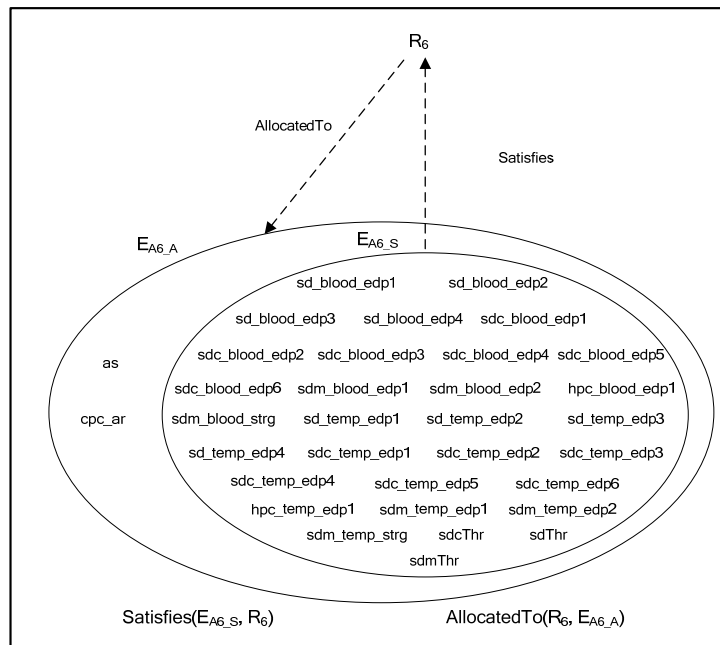 R6
AllocatedTo
Satisfies
EA6_A
EA6_S
sd_blood_edp1 sd_blood_edp2
sd_blood_edp3 sd_blood_edp4 sdc_blood_edp1
as
sdc_blood_edp2 sdc_blood_edp3 sdc_blood_edp4 sdc_blood_edp5
sdc_blood_edp6 sdm_blood_edp1 sdm_blood_edp2 hpc_blood_edp1
cpc_ar
sdm_blood_strg sd_temp_edp1 sd_temp_edp2 sd_temp_edp3
sd_temp_edp4 sdc_temp_edp1 sdc_temp_edp2 sdc_temp_edp3
sdc_temp_edp4 sdc_temp_edp5 sdc_temp_edp6
hpc_temp_edp1 sdm_temp_edp1 sdm_temp_edp2
sdm_temp_strg sdcThr sdThr
sdmThr
Satisfies(EA6_S, R6) AllocatedTo(R6, EA6_A)